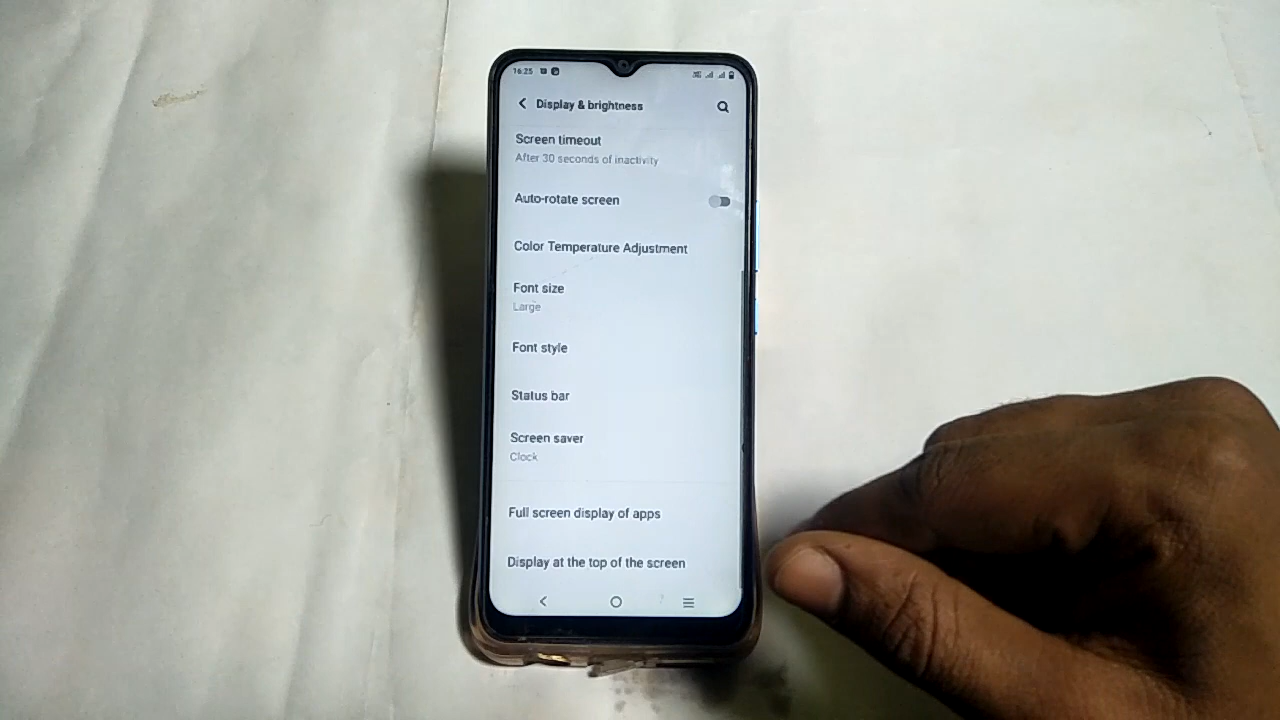 16:25
Display & brightness
Screen timeout
After 30 seconds of inactivity
Auto-rotate screen
Color Temperature Adjustment
Font size
Large
Font style
Status bar
Screen saver
Clock
Full screen display of apps
Display at the top of the screen